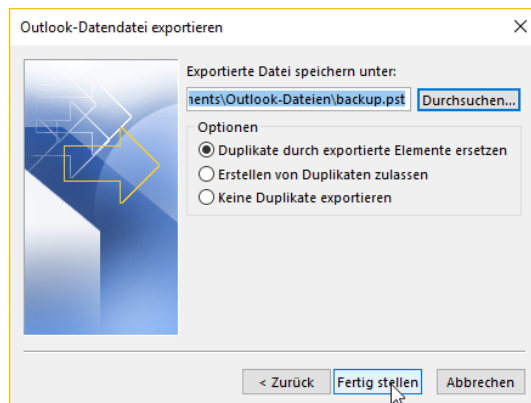 Outlook-Datendatei exportieren
Exportierte Datei speichern unter:
nents\Outlook-Dateien\backup.pst Durchsuchen...
Optionen
Duplikate durch exportierte Elemente ersetzen
Erstellen von Duplikaten zulassen
Keine Duplikate exportieren
< Zurück Fertig stellen Abbrechen